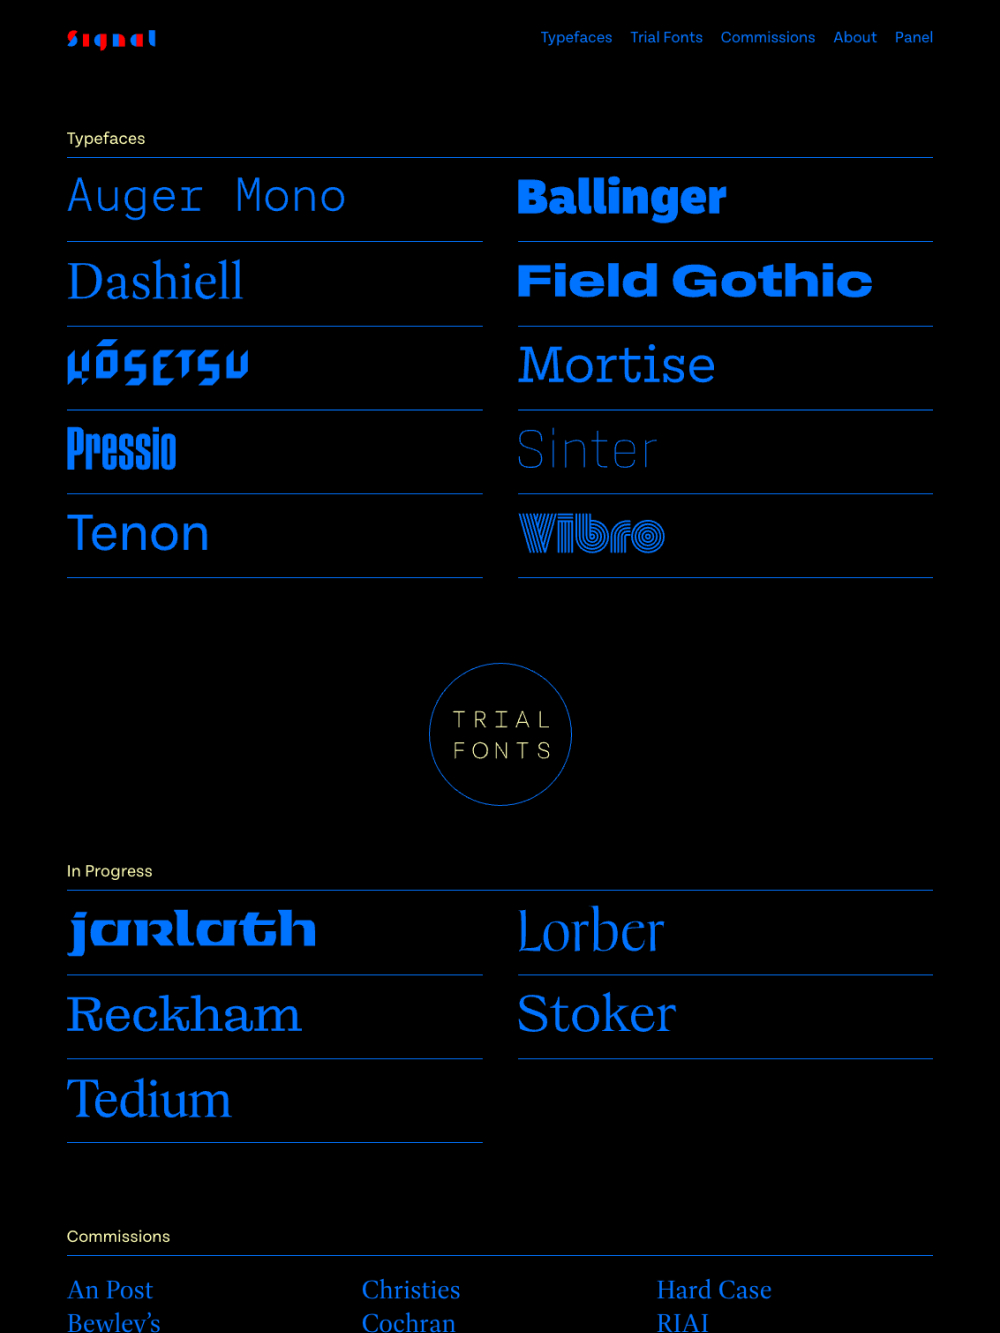 Signal
Typefaces Trial Fonts Commissions About Panel
Typefaces
Auger Mono
Ballinger
Dashiell
Field Gothic
KŌSETSU
Mortise
Pressio
Sinter
Tenon
Vibro
TRIAL
FONTS
In Progress
jarlath
Lorber
Reckham
Stoker
Tedium
Commissions
An Post
Christies
Hard Case
Bewley’s
Cochran
RIAI